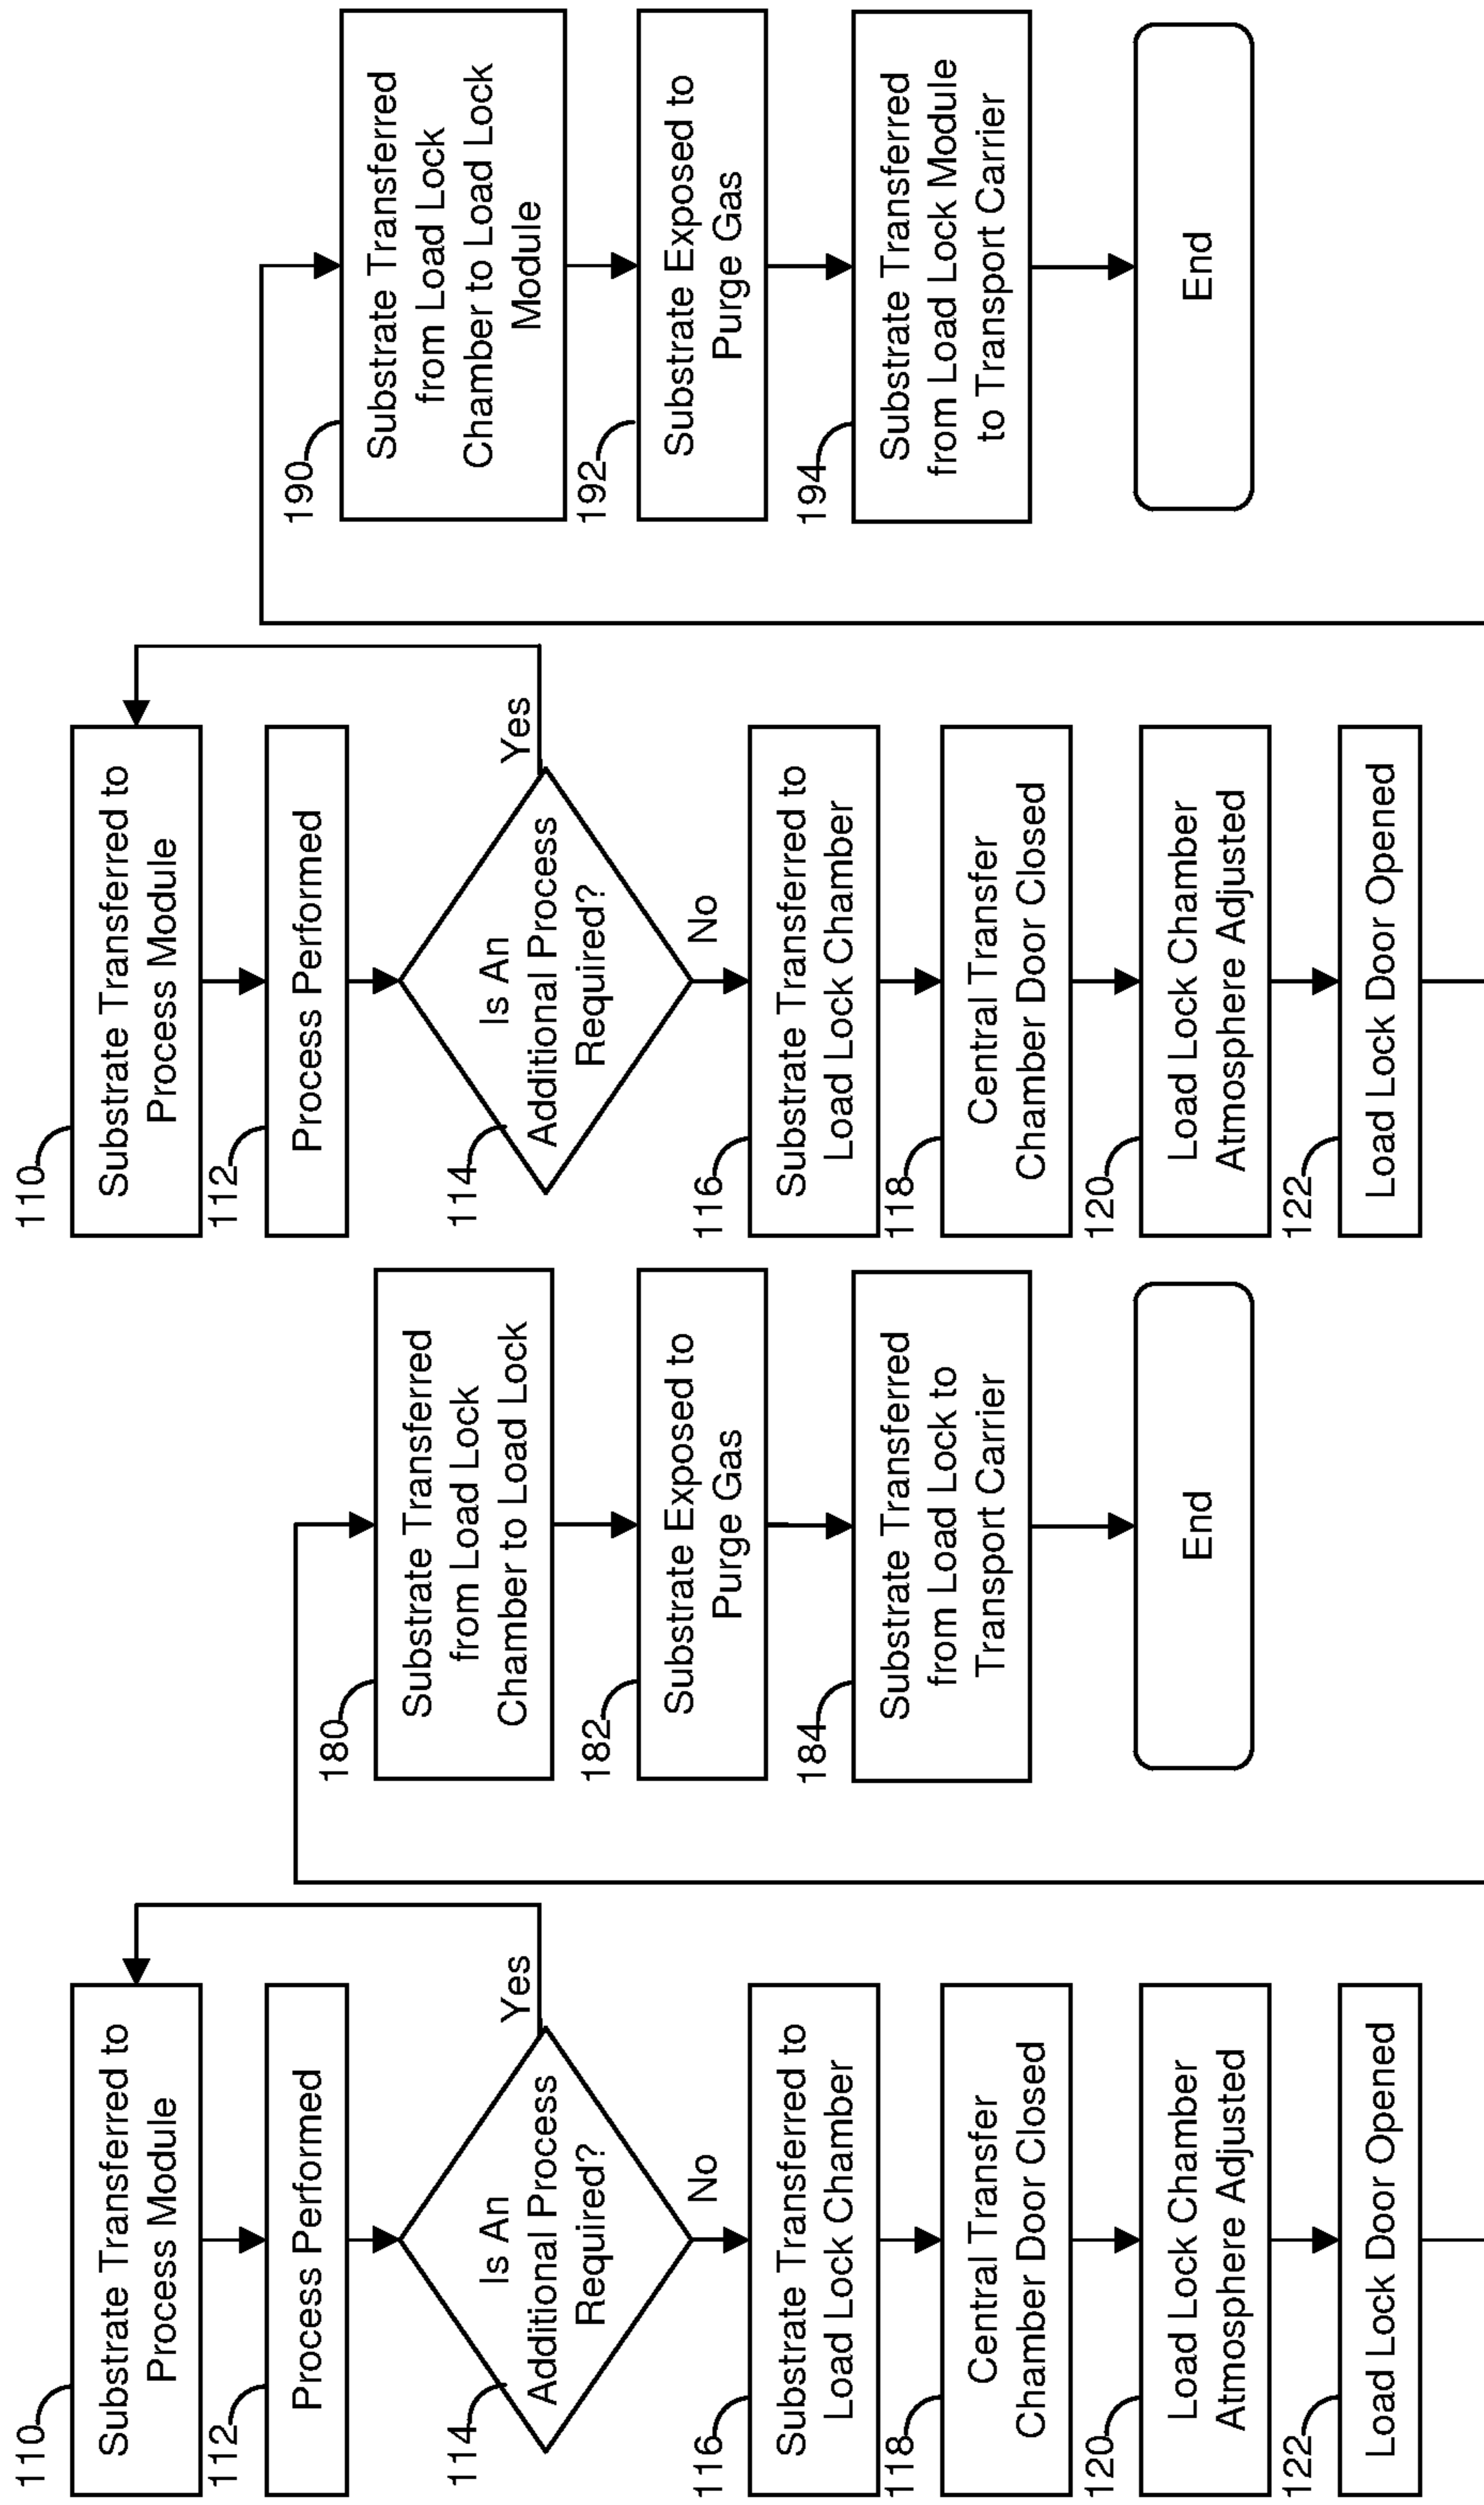 110
Substrate Transferred to
Process Module
112
Process Performed
114
Is An
Additional Process
Required?
Yes
No
116
Substrate Transferred to
Load Lock Chamber
118
Central Transfer
Chamber Door Closed
120
Load Lock Chamber
Atmosphere Adjusted
122
Load Lock Door Opened
180
Substrate Transferred
from Load Lock
Chamber to Load Lock
182
Substrate Exposed to
Purge Gas
184
Substrate Transferred
from Load Lock to
Transport Carrier
End
110
Substrate Transferred to
Process Module
112
Process Performed
114
Is An
Additional Process
Required?
Yes
No
116
Substrate Transferred to
Load Lock Chamber
118
Central Transfer
Chamber Door Closed
120
Load Lock Chamber
Atmosphere Adjusted
122
Load Lock Door Opened
190
Substrate Transferred
from Load Lock
Chamber to Load Lock
Module
192
Substrate Exposed to
Purge Gas
194
Substrate Transferred
from Load Lock Module
to Transport Carrier
End